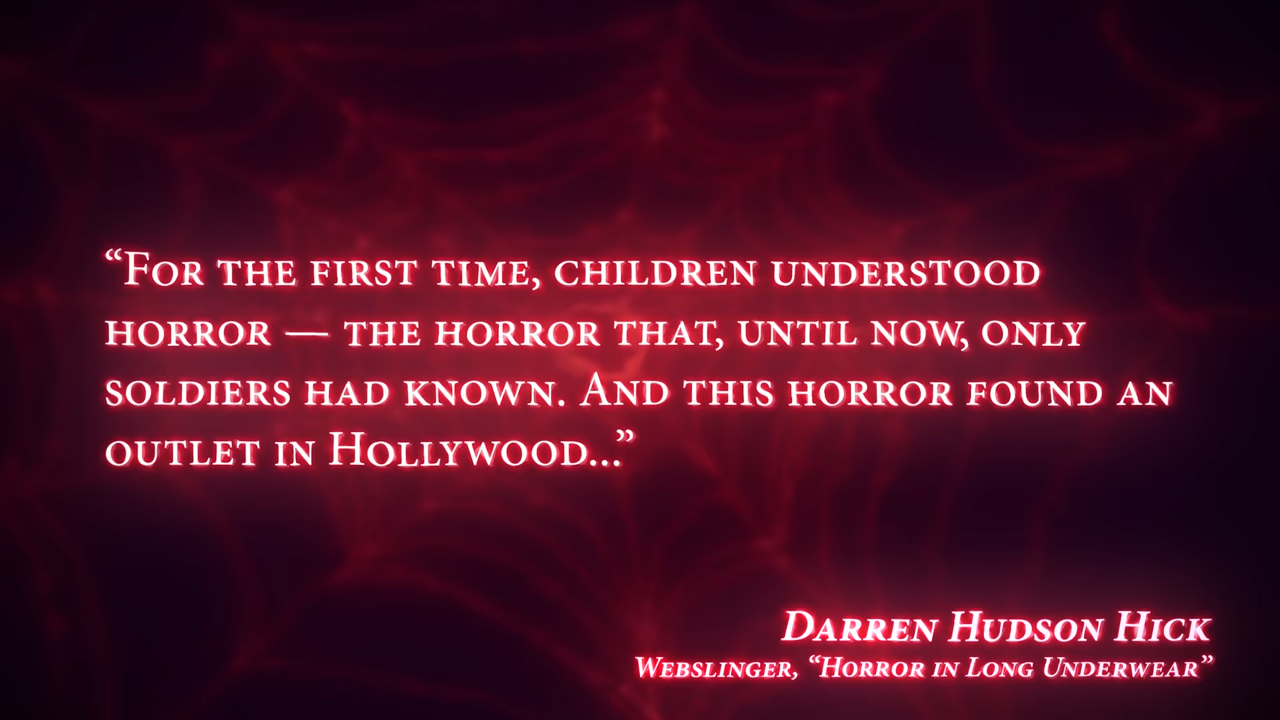 “For the first time, children understood
horror — the horror that, until now, only
soldiers had known. And this horror found an
outlet in Hollywood...”
Darren Hudson Hick
Webslinger, “Horror in Long Underwear”